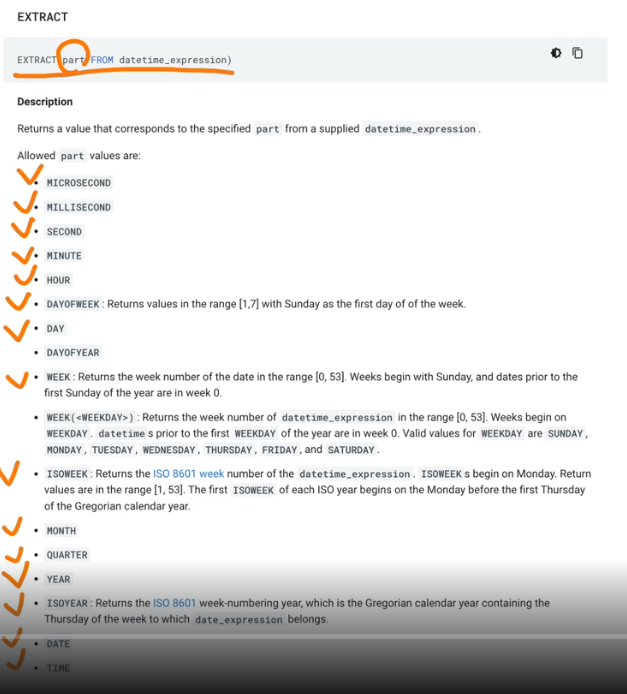 EXTRACT
EXTRACT(part FROM datetime_expression)
Description
Returns a value that corresponds to the specified part from a supplied datetime_expression.
Allowed part values are:
• MICROSECOND
• MILLISECOND
• SECOND
• MINUTE
• HOUR
• DAYOFWEEK: Returns values in the range [1,7] with Sunday as the first day of of the week.
• DAY
• DAYOFYEAR
• WEEK: Returns the week number of the date in the range [0, 53]. Weeks begin with Sunday, and dates prior to the
first Sunday of the year are in week 0.
• WEEK(<WEEKDAY>): Returns the week number of datetime_expression in the range [0, 53]. Weeks begin on
WEEKDAY. datetimes prior to the first WEEKDAY of the year are in week 0. Valid values for WEEKDAY are SUNDAY,
MONDAY, TUESDAY, WEDNESDAY, THURSDAY, FRIDAY, and SATURDAY.
• ISOWEEK: Returns the ISO 8601 week number of the datetime_expression. ISOWEEKs begin on Monday. Return
values are in the range [1, 53]. The first ISOWEEK of each ISO year begins on the Monday before the first Thursday
of the Gregorian calendar year.
• MONTH
• QUARTER
• YEAR
• ISOYEAR: Returns the ISO 8601 week-numbering year, which is the Gregorian calendar year containing the
Thursday of the week to which date_expression belongs.
• DATE
• TIME